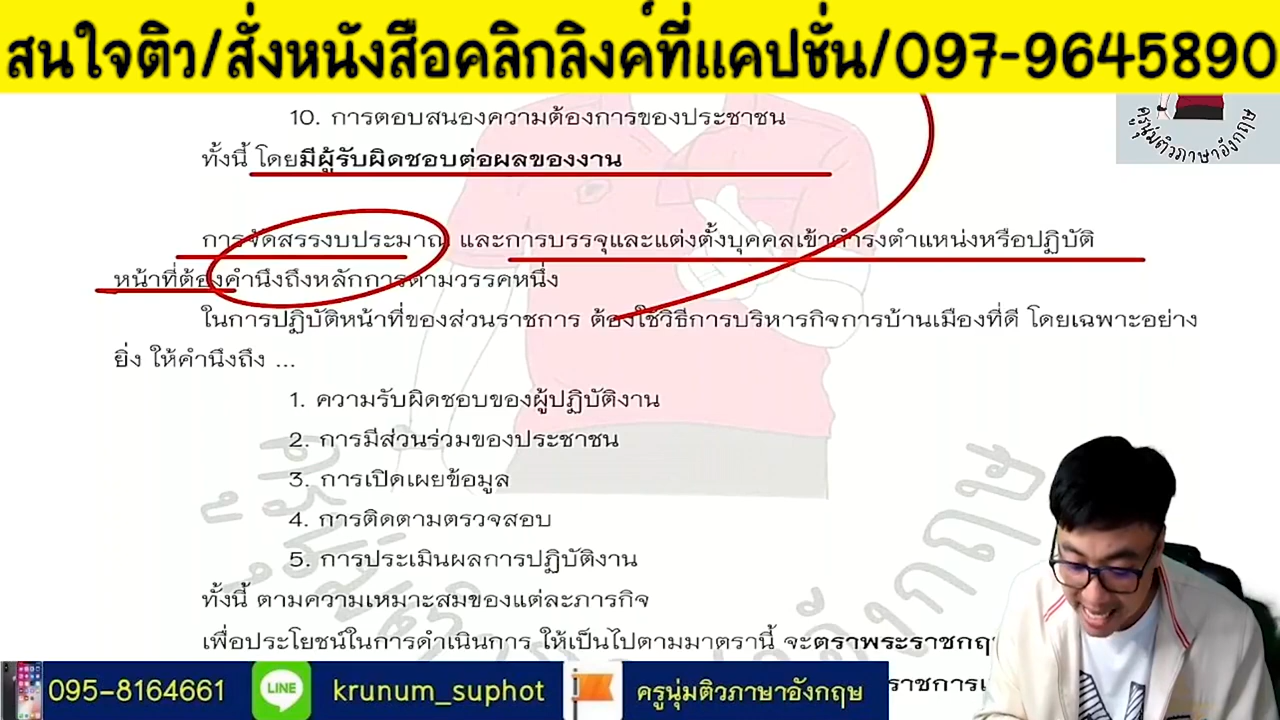 สนใจติว/สั่งหนังสือคลิกลิงค์ที่แคปชั่น/097-9645890
ครูนุ่มติวภาษาอังกฤษ
10. การตอบสนองความต้องการของประชาชน
ทั้งนี้ โดยมีผู้รับผิดชอบต่อผลของงาน
การจัดสรรงบประมาณ และการบรรจุและแต่งตั้งบุคคลเข้าดำรงตำแหน่งหรือปฏิบัติ
หน้าที่ต้องคำนึงถึงหลักการตามวรรคหนึ่ง
ในการปฏิบัติหน้าที่ของส่วนราชการ ต้องใช้วิธีการบริหารกิจการบ้านเมืองที่ดี โดยเฉพาะอย่าง
ยิ่ง ให้คำนึงถึง ...
1. ความรับผิดชอบของผู้ปฏิบัติงาน
2. การมีส่วนร่วมของประชาชน
3. การเปิดเผยข้อมูล
4. การติดตามตรวจสอบ
5. การประเมินผลการปฏิบัติงาน
ทั้งนี้ ตามความเหมาะสมของแต่ละภารกิจ
เพื่อประโยชน์ในการดำเนินการ ให้เป็นไปตามมาตรานี้ จะตราพระราชกฤ
ราชการ
095-8164661 LINE krunum_suphot ครูนุ่มติวภาษาอังกฤษ